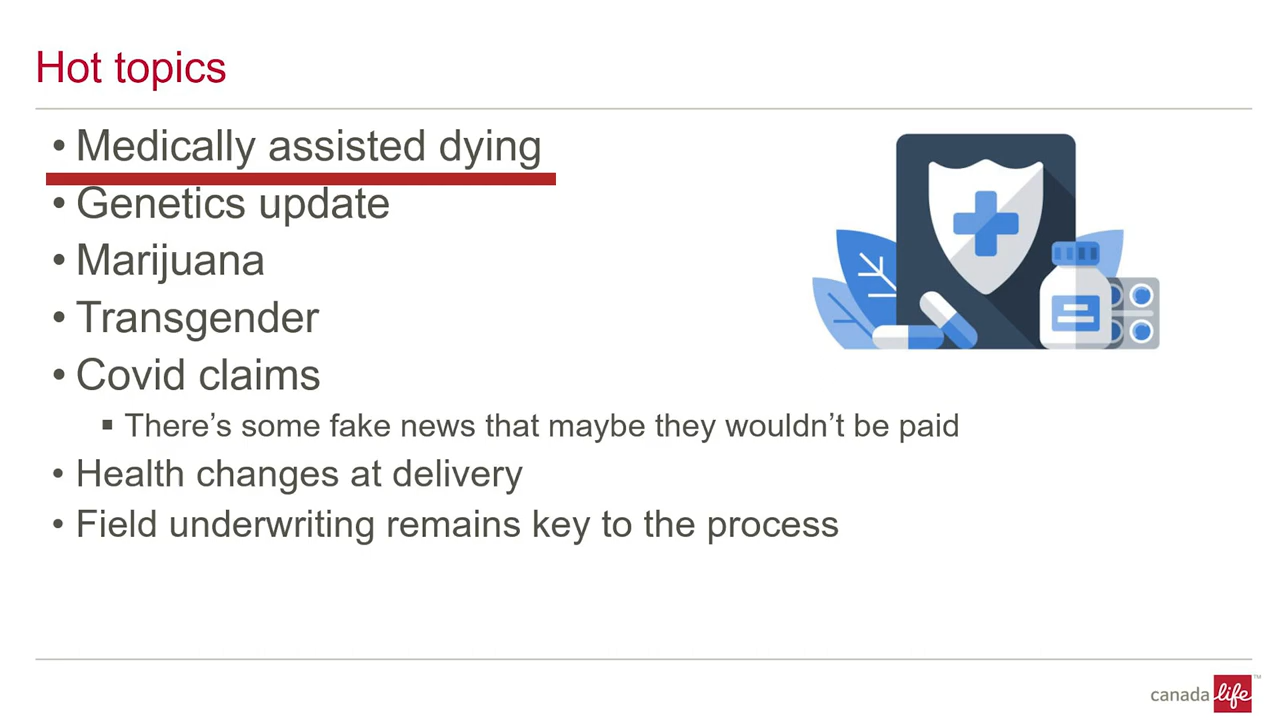 Hot topics
• Medically assisted dying
• Genetics update
• Marijuana
• Transgender
• Covid claims
▪ There’s some fake news that maybe they wouldn’t be paid
• Health changes at delivery
• Field underwriting remains key to the process
canada life™